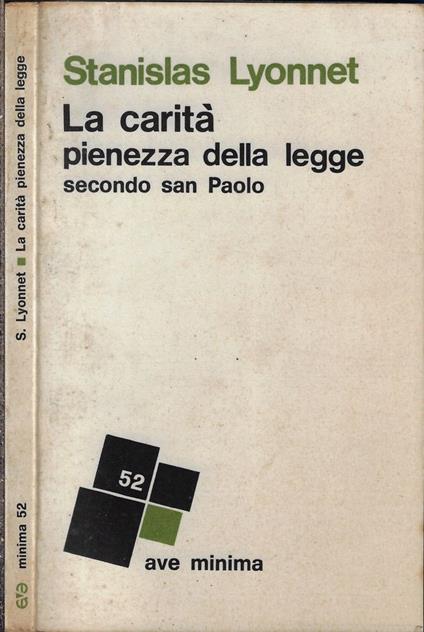 Stanislas Lyonnet
La carità
pienezza della legge
secondo san Paolo
52
ave minima
S. Lyonnet ■ La carità pienezza della legge
minima 52
ave